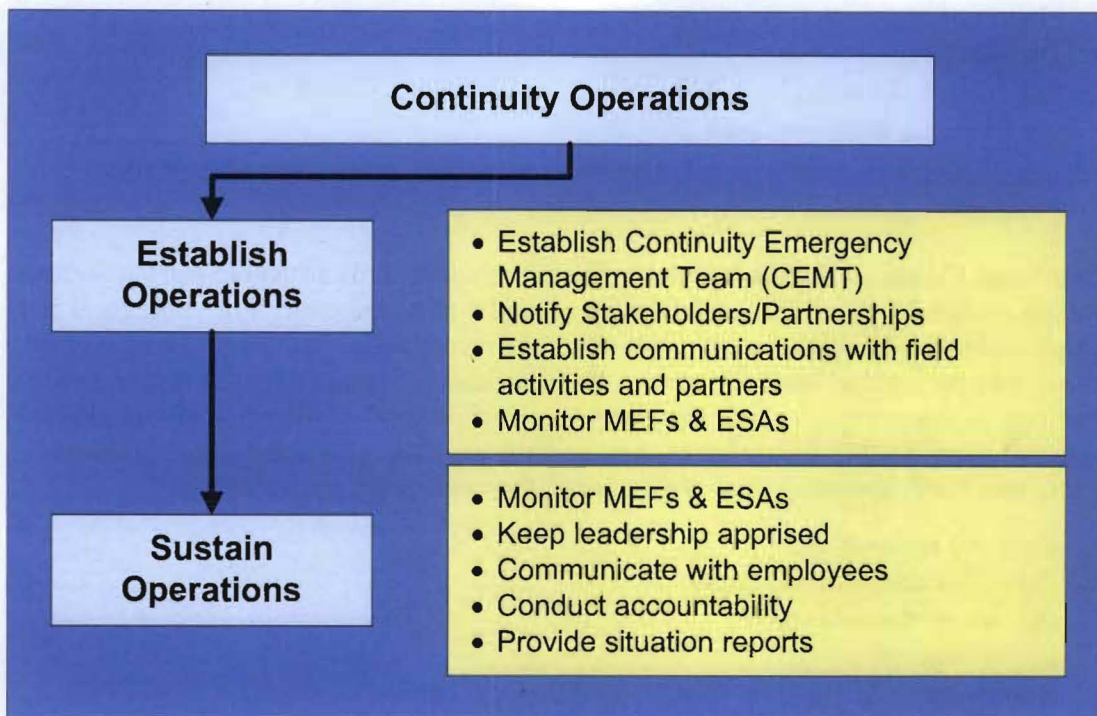 Continuity Operations
Establish
Operations
• Establish Continuity Emergency
Management Team (CEMT)
• Notify Stakeholders/Partnerships
• Establish communications with field
activities and partners
• Monitor MEFs & ESAs
Sustain
Operations
• Monitor MEFs & ESAs
• Keep leadership apprised
• Communicate with employees
• Conduct accountability
• Provide situation reports